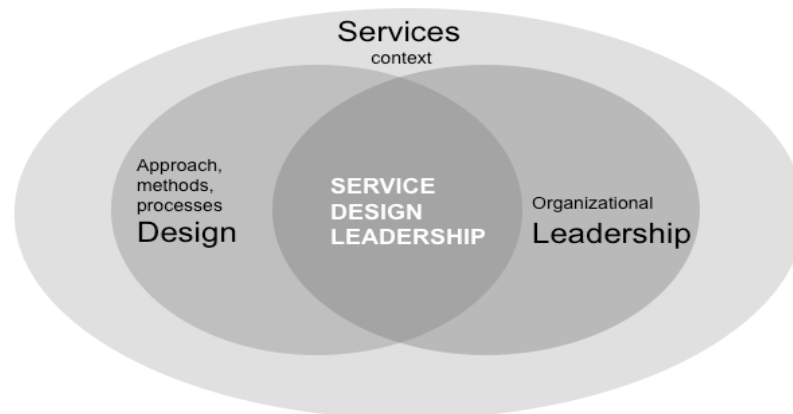 Services
context
Approach,
methods,
processes
Design
SERVICE
DESIGN
LEADERSHIP
Organizational
Leadership